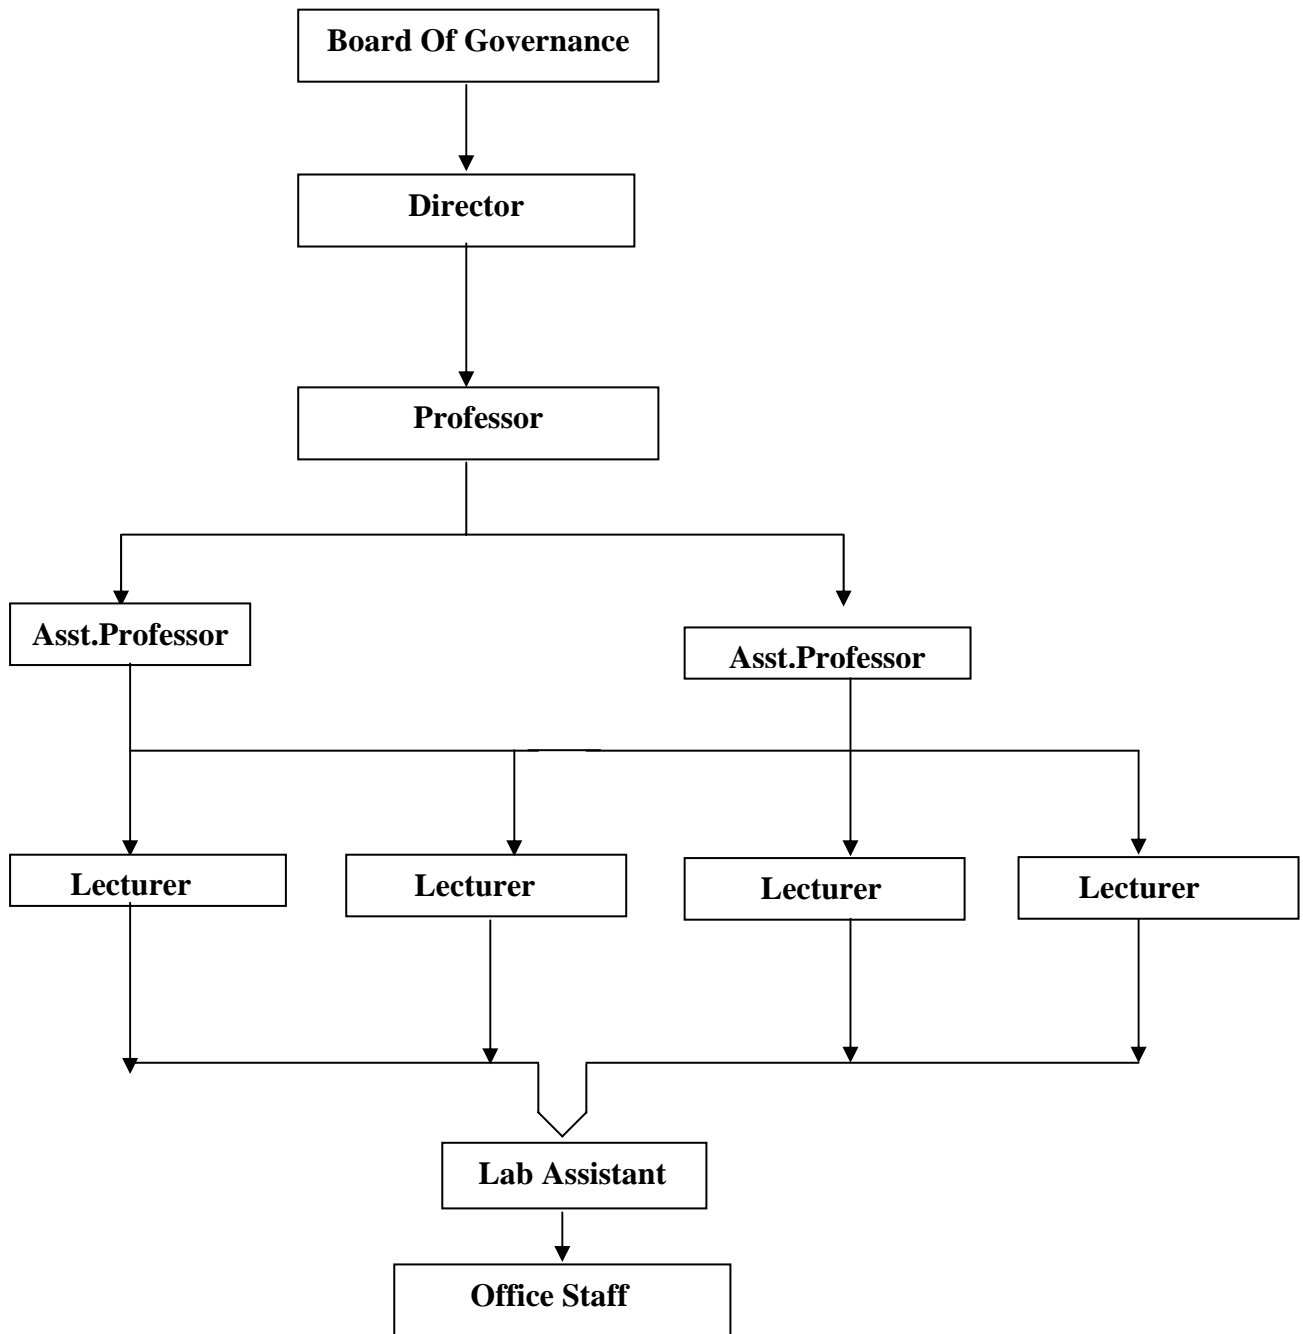 Board Of Governance
Director
Professor
Asst.Professor
Asst.Professor
Lecturer
Lecturer
Lecturer
Lecturer
Lab Assistant
Office Staff